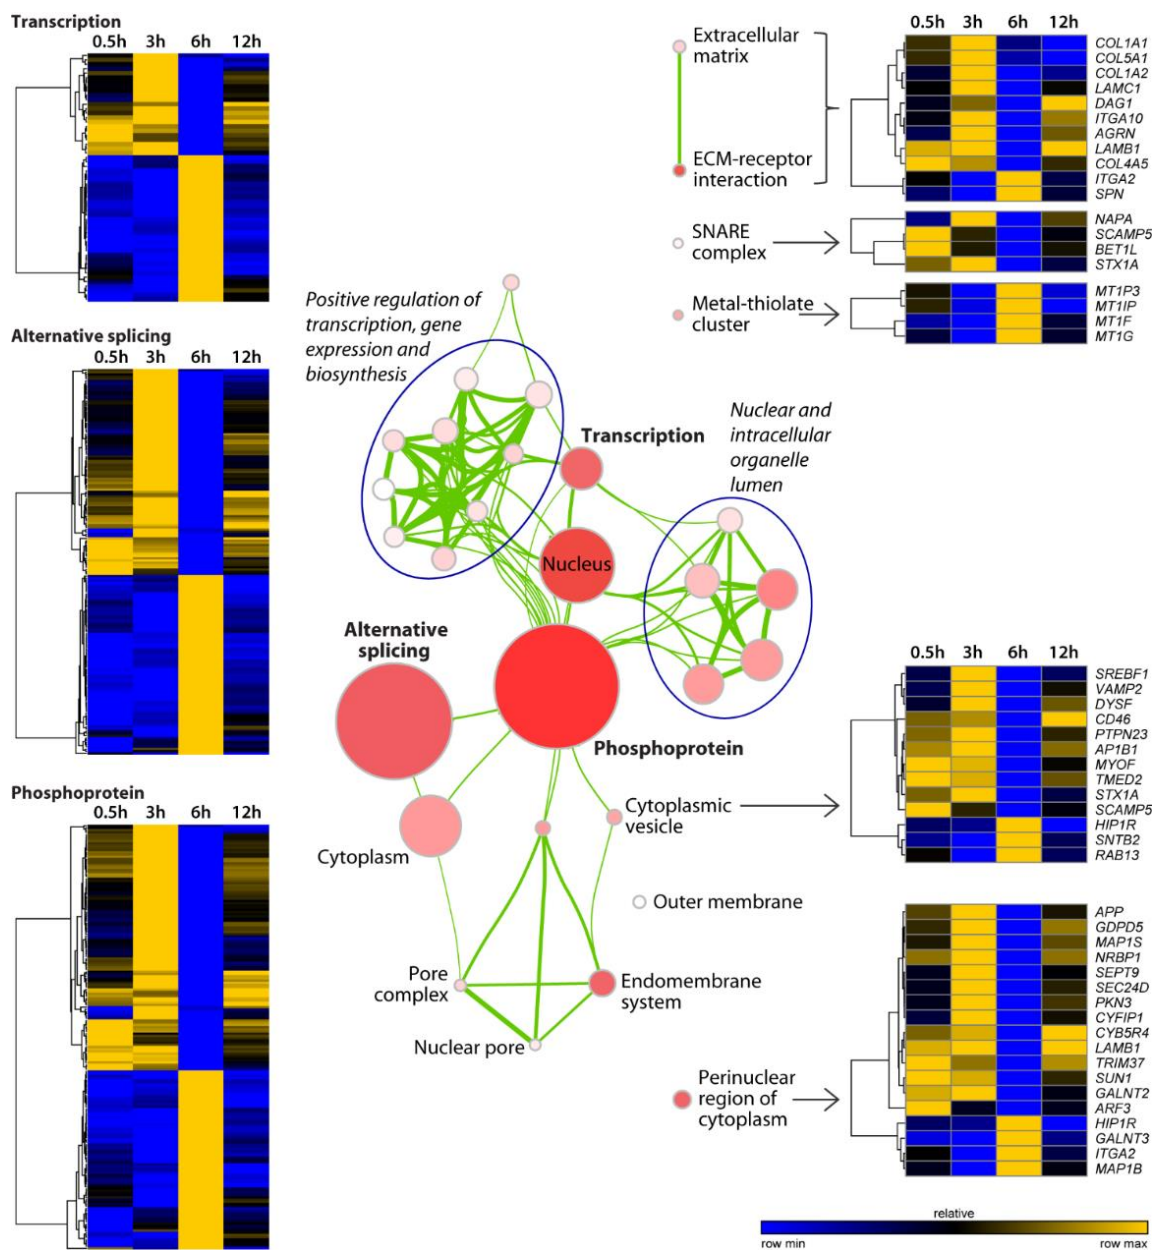 Transcription
0.5h 3h 6h 12h
Alternative splicing
0.5h 3h 6h 12h
Phosphoprotein
0.5h 3h 6h 12h
Positive regulation of
transcription, gene
expression and
biosynthesis
Transcription
Nucleus
Nuclear and
intracellular
organelle
lumen
Alternative
splicing
Phosphoprotein
Cytoplasm
Cytoplasmic
vesicle
Outer membrane
Pore
complex
Endomembrane
system
Nuclear pore
Extracellular
matrix
ECM-receptor
interaction
SNARE
complex
Metal-thiolate
cluster
Perinuclear
region of
cytoplasm
0.5h 3h 6h 12h
COL1A1
COL5A1
COL1A2
LAMC1
DAG1
ITGA10
AGRN
LAMB1
COL4A5
ITGA2
SPN
NAPA
SCAMP5
BET1L
STX1A
MT1P3
MT1IP
MT1F
MT1G
0.5h 3h 6h 12h
SREBF1
VAMP2
DYSF
CD46
PTPN23
AP1B1
MYOF
TMED2
STX1A
SCAMP5
HIP1R
SNTB2
RAB13
APP
GDPD5
MAP1S
NRBP1
SEPT9
SEC24D
PKN3
CYFIP1
CYB5R4
LAMB1
TRIM37
SUN1
GALNT2
ARF3
HIP1R
GALNT3
ITGA2
MAP1B
relative
row min row max